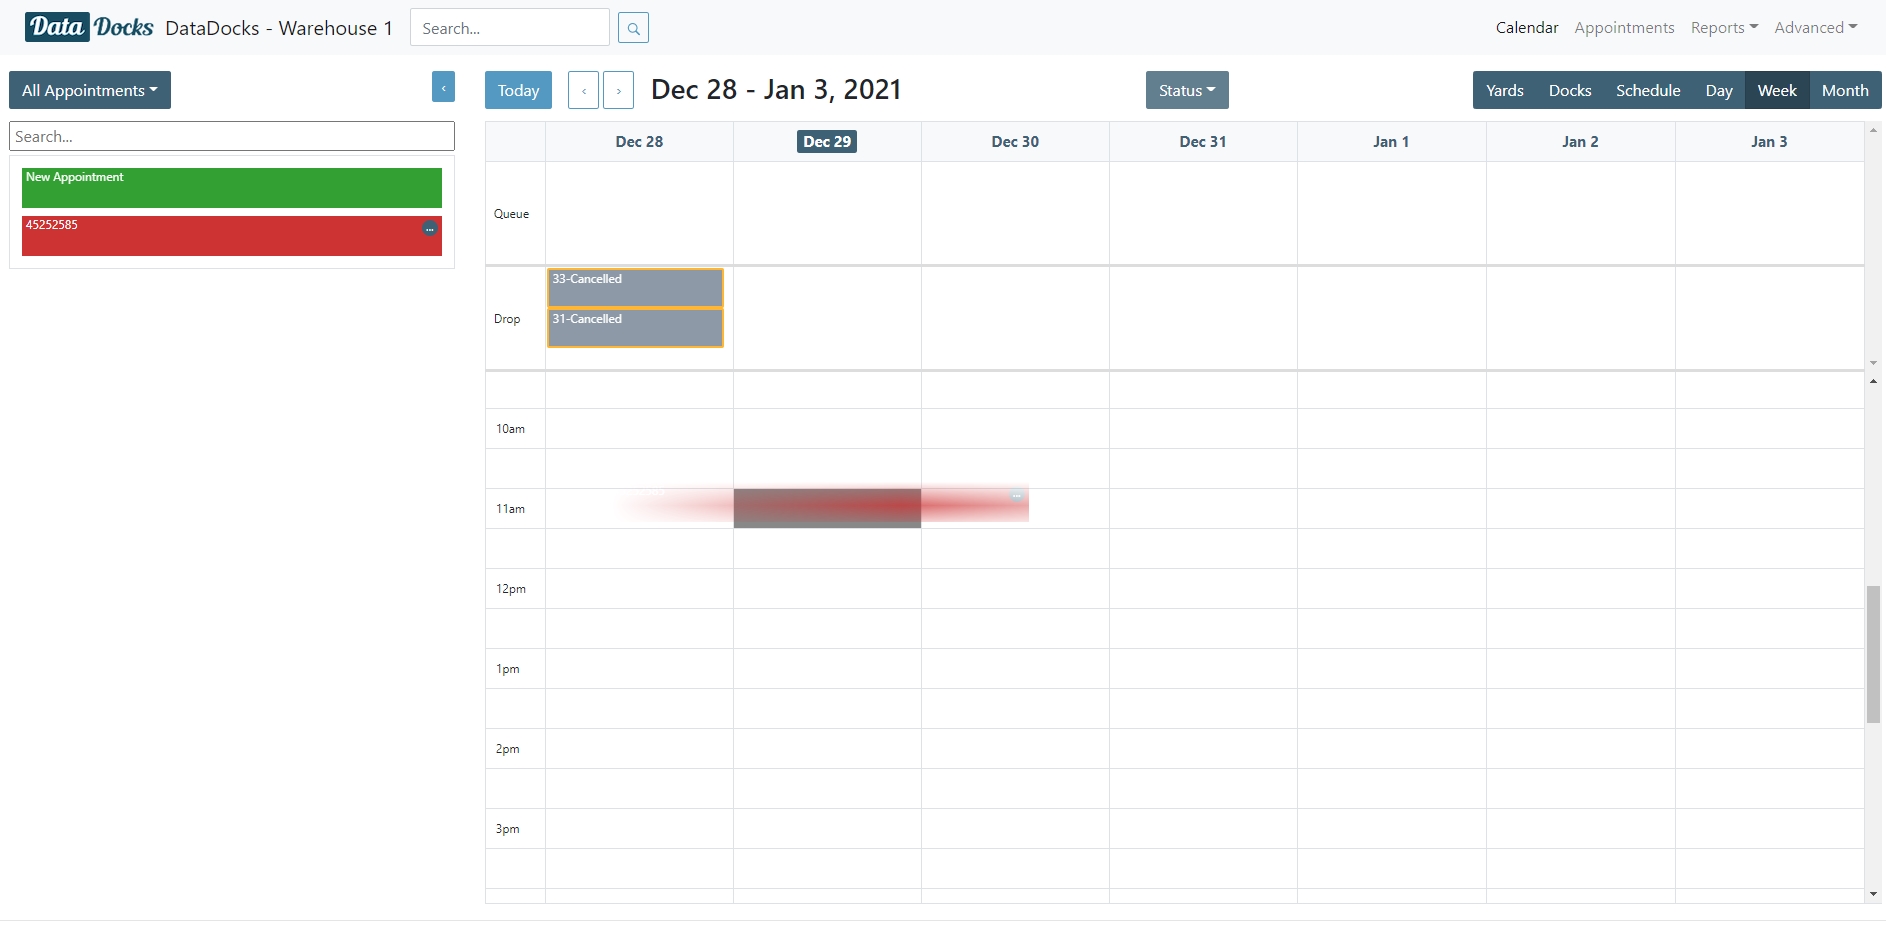 Data Docks DataDocks - Warehouse 1 Search... Calendar Appointments Reports Advanced
All Appointments ‹ Today ‹ › Dec 28 - Jan 3, 2021 Status Yards Docks Schedule Day Week Month
Search...
New Appointment
45252585 ...
Dec 28 Dec 29 Dec 30 Dec 31 Jan 1 Jan 2 Jan 3
Queue
Drop
33-Cancelled
31-Cancelled
10am
11am
...
12pm
1pm
2pm
3pm